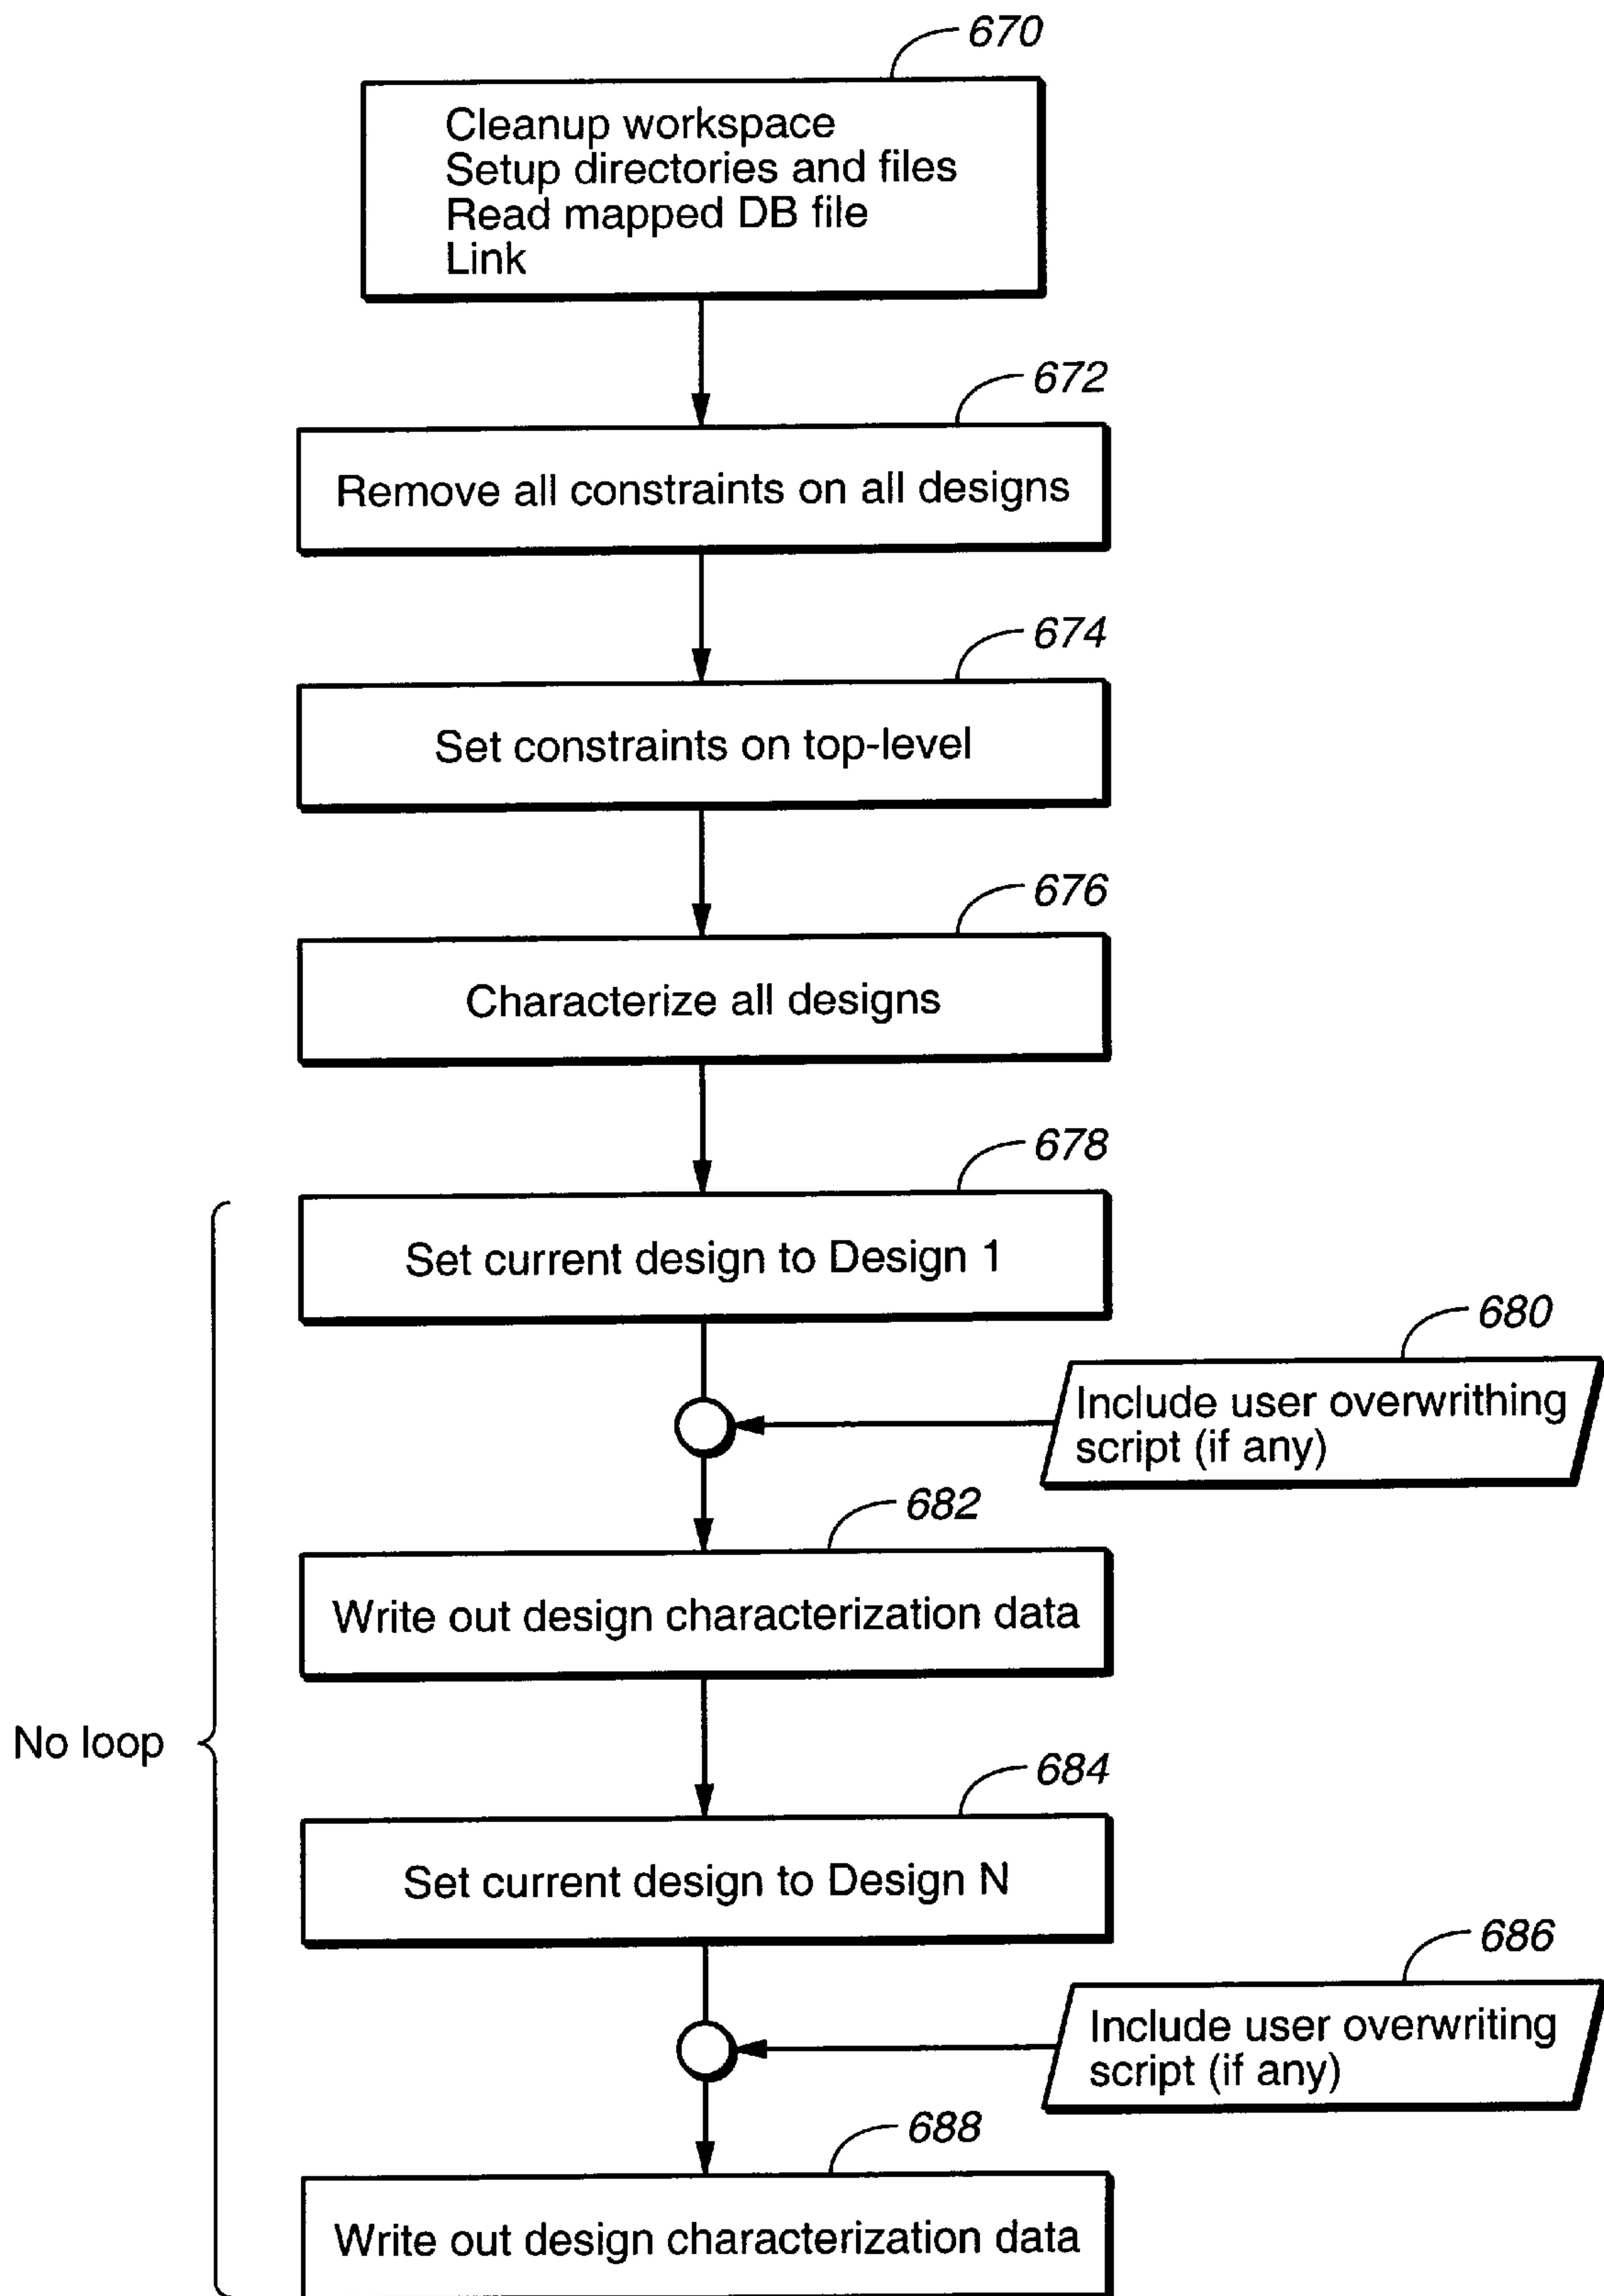 670
Cleanup workspace
Setup directories and files
Read mapped DB file
Link
672
Remove all constraints on all designs
674
Set constraints on top-level
676
Characterize all designs
678
Set current design to Design 1
680
Include user overwrithing
script (if any)
682
Write out design characterization data
No loop
684
Set current design to Design N
686
Include user overwriting
script (if any)
688
Write out design characterization data